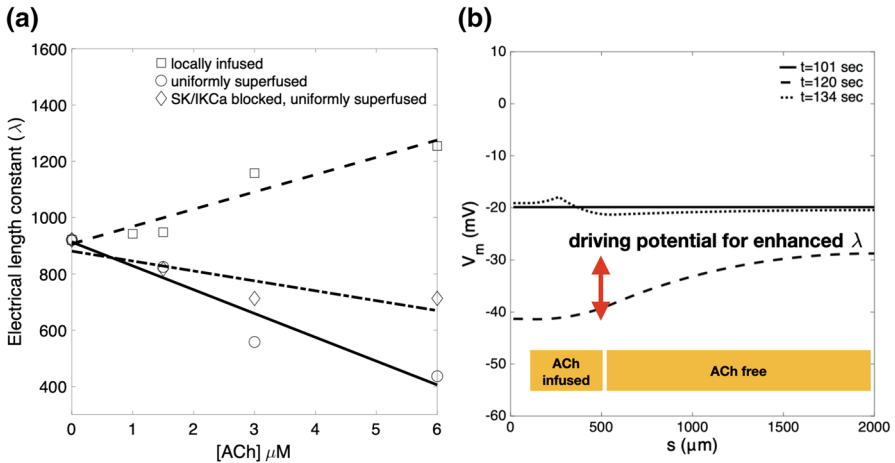 (a)
1600
1400
1200
1000
800
600
400
0
1
2
3
4
5
6
Electrical length constant (λ)
[ACh] μM
locally infused
uniformly superfused
SK/IKCa blocked, uniformly superfused
(b)
20
10
0
-10
-20
-30
-40
-50
-60
0
500
1000
1500
2000
Vm (mV)
s (μm)
t=101 sec
t=120 sec
t=134 sec
driving potential for enhanced λ
ACh
infused
ACh free